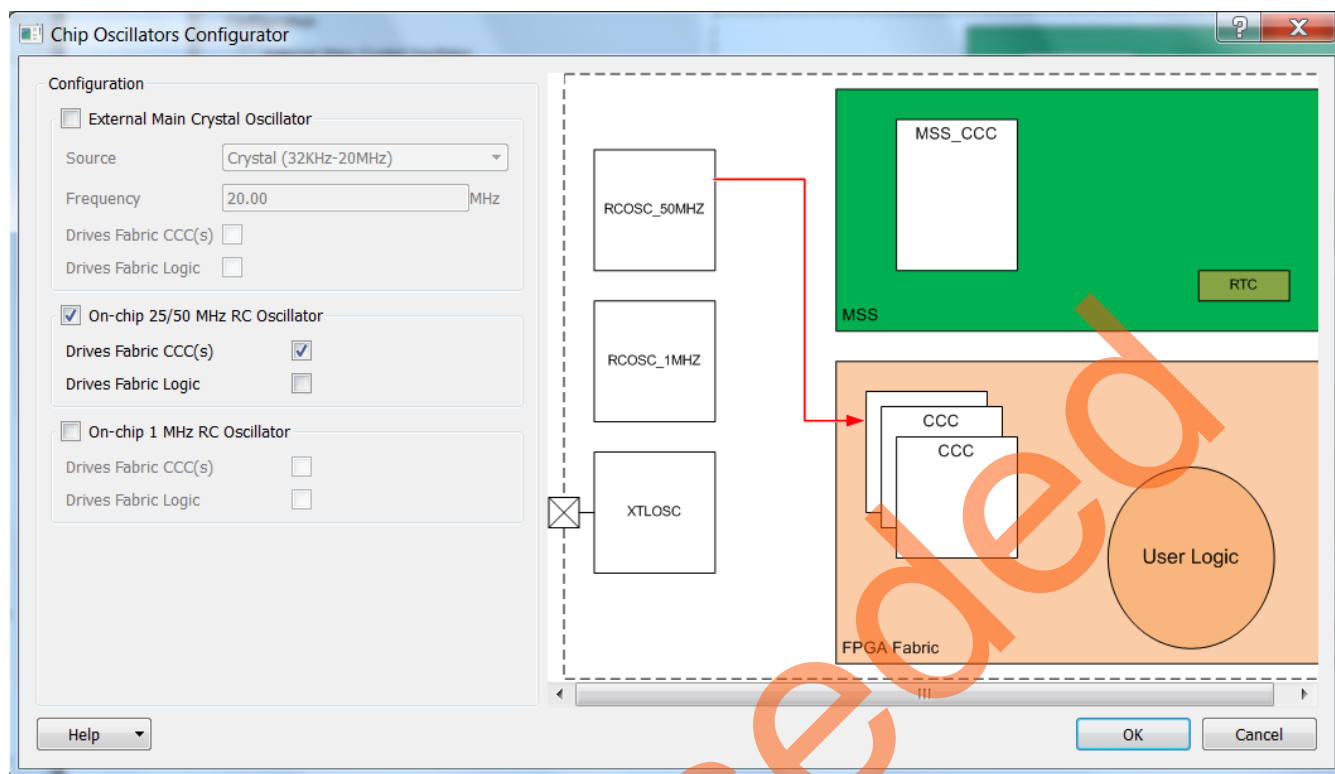 Chip Oscillators Configurator
Configuration
External Main Crystal Oscillator
Source Crystal (32KHz-20MHz)
Frequency 20.00 MHz
Drives Fabric CCC(s)
Drives Fabric Logic
On-chip 25/50 MHz RC Oscillator
Drives Fabric CCC(s)
Drives Fabric Logic
On-chip 1 MHz RC Oscillator
Drives Fabric CCC(s)
Drives Fabric Logic
MSS_CCC
RCOSC_50MHZ
RTC
MSS
RCOSC_1MHZ
CCC
CCC
XTLOSC
User Logic
FPGA Fabric
eded
Help
OK
Cancel